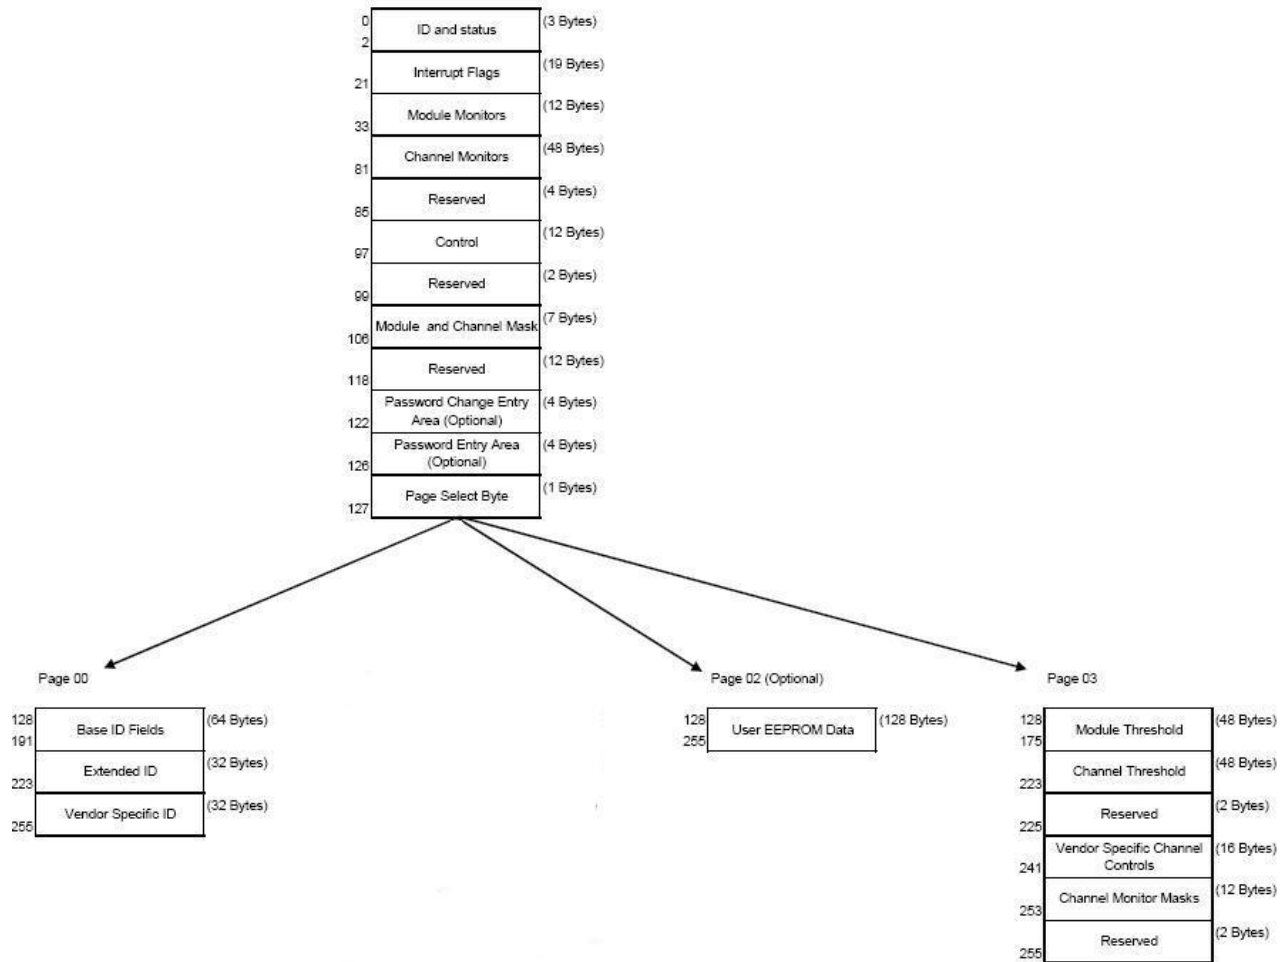 0
ID and status
(3 Bytes)
2
Interrupt Flags
(19 Bytes)
21
Module Monitors
(12 Bytes)
33
Channel Monitors
(48 Bytes)
81
Reserved
(4 Bytes)
85
Control
(12 Bytes)
97
Reserved
(2 Bytes)
99
Module and Channel Mask
(7 Bytes)
106
Reserved
(12 Bytes)
118
Password Change Entry
Area (Optional)
(4 Bytes)
122
Password Entry Area
(Optional)
(4 Bytes)
126
Page Select Byte
(1 Bytes)
127
Page 00
128
Base ID Fields
(64 Bytes)
191
Extended ID
(32 Bytes)
223
Vendor Specific ID
(32 Bytes)
255
Page 02 (Optional)
128
User EEPROM Data
(128 Bytes)
255
Page 03
128
Module Threshold
(48 Bytes)
175
Channel Threshold
(48 Bytes)
223
Reserved
(2 Bytes)
225
Vendor Specific Channel
Controls
(16 Bytes)
241
Channel Monitor Masks
(12 Bytes)
253
Reserved
(2 Bytes)
255